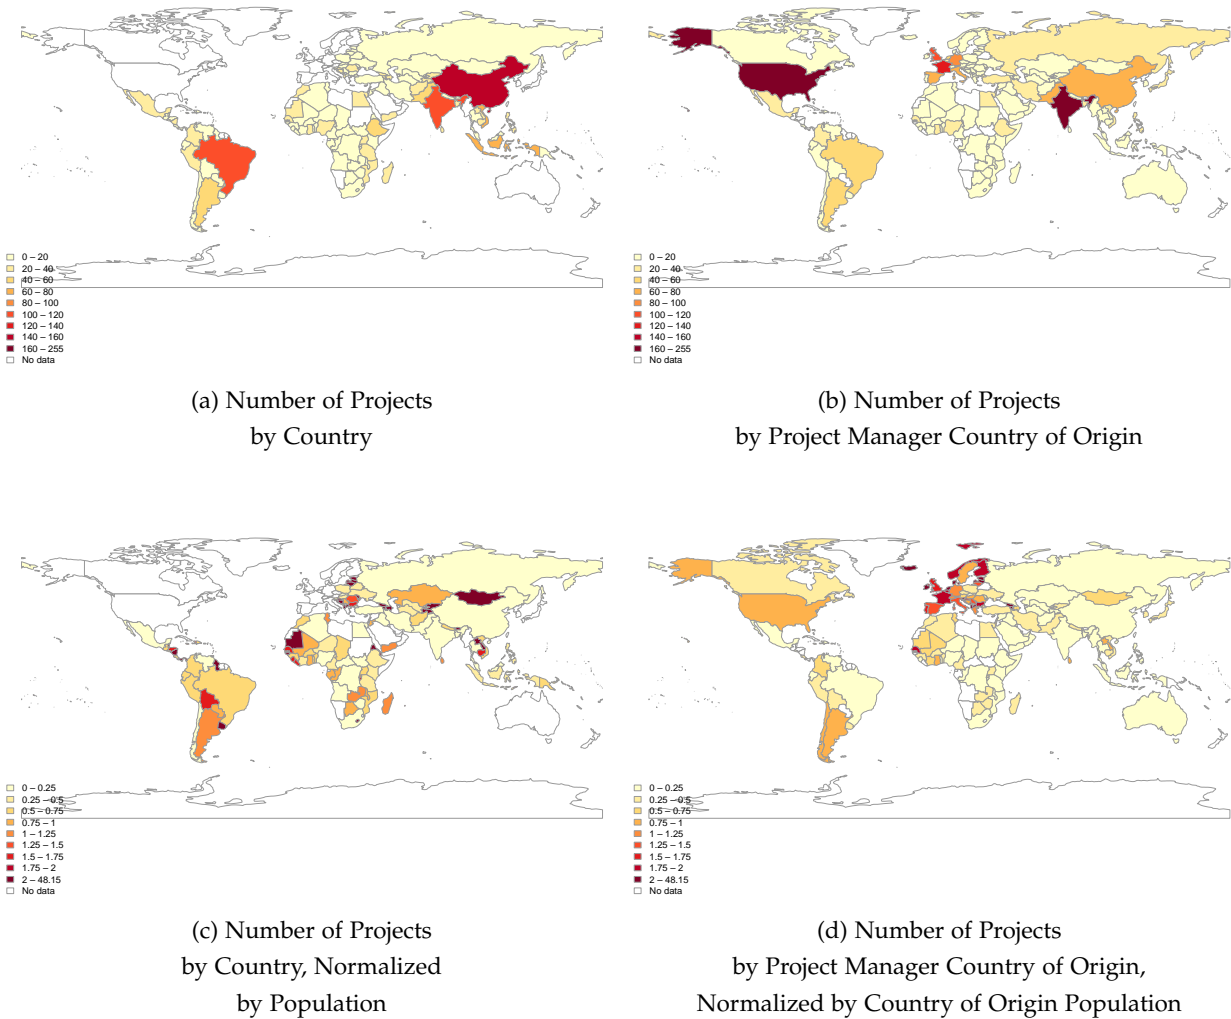 0 – 20
20 – 40
40 – 60
60 – 80
80 – 100
100 – 120
120 – 140
140 – 160
160 – 255
No data
(a) Number of Projects
by Country
0 – 20
20 – 40
40 – 60
60 – 80
80 – 100
100 – 120
120 – 140
140 – 160
160 – 255
No data
(b) Number of Projects
by Project Manager Country of Origin
0 – 0.25
0.25 – 0.5
0.5 – 0.75
0.75 – 1
1 – 1.25
1.25 – 1.5
1.5 – 1.75
1.75 – 2
2 – 48.15
No data
(c) Number of Projects
by Country, Normalized
by Population
0 – 0.25
0.25 – 0.5
0.5 – 0.75
0.75 – 1
1 – 1.25
1.25 – 1.5
1.5 – 1.75
1.75 – 2
2 – 48.15
No data
(d) Number of Projects
by Project Manager Country of Origin,
Normalized by Country of Origin Population